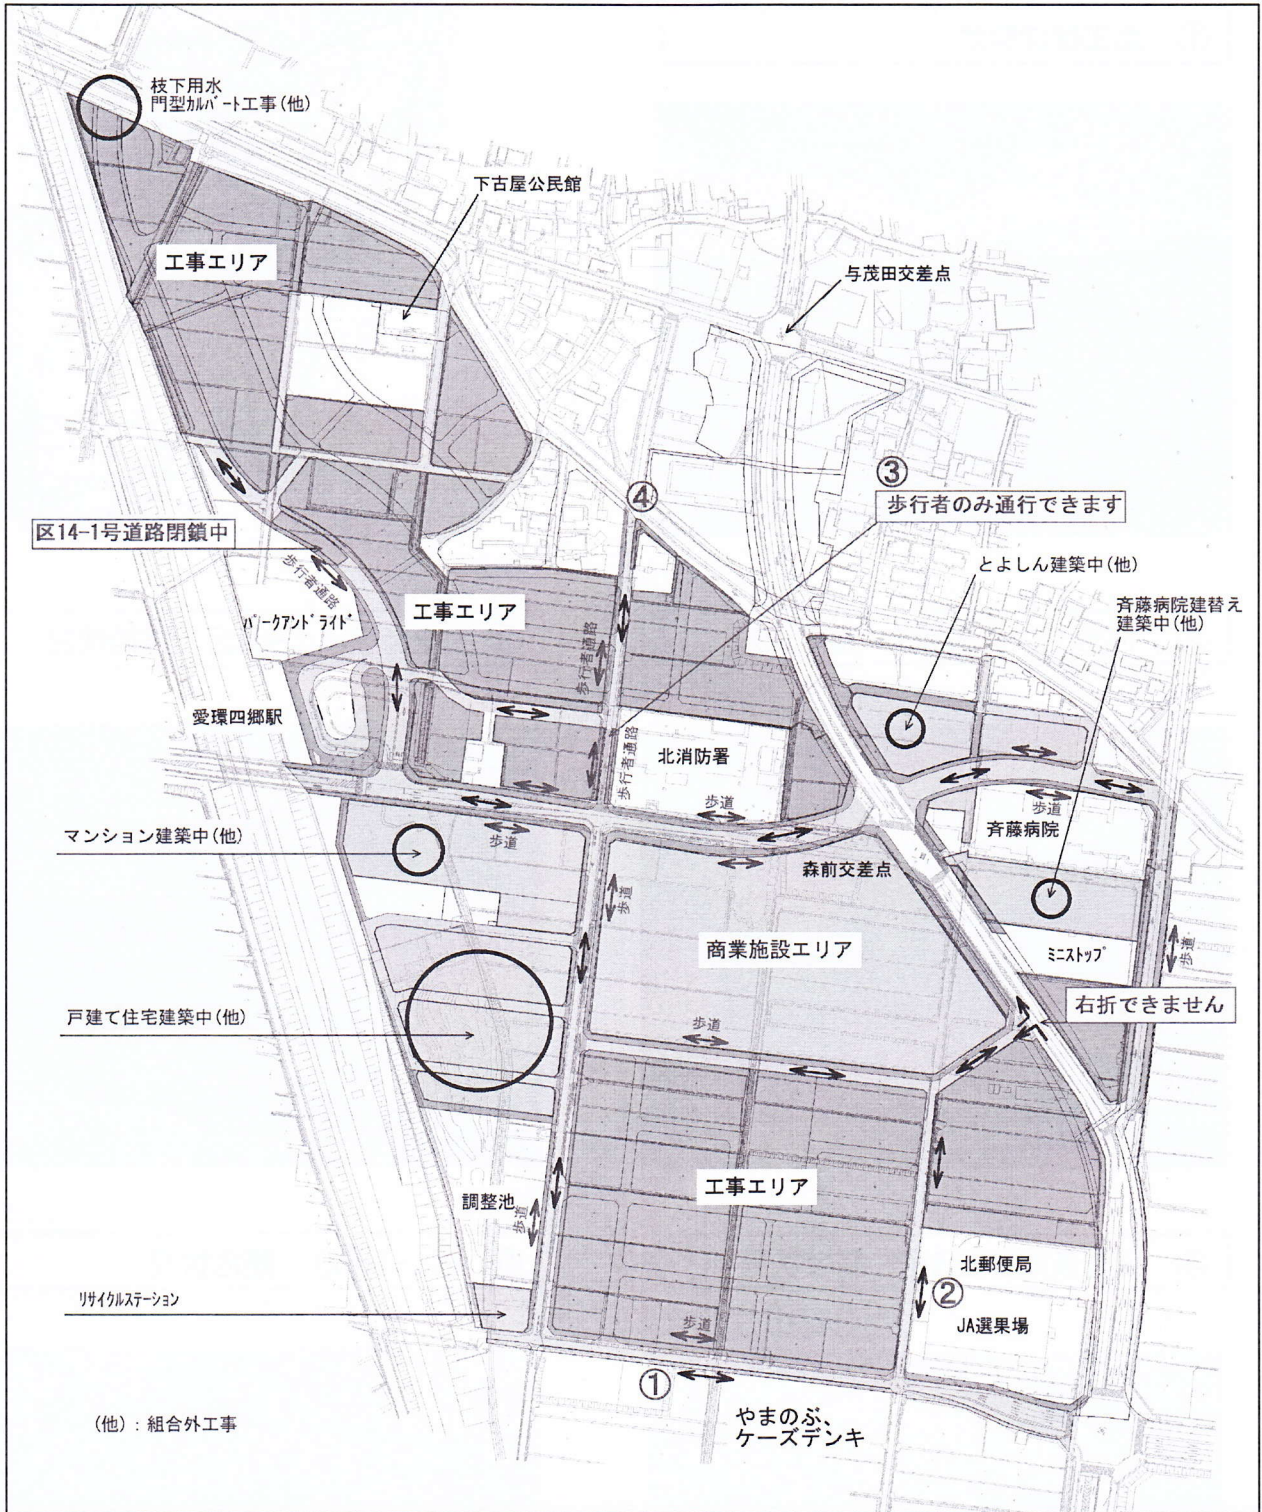 枝下用水
門型ｶﾙﾊﾞｰﾄ工事(他)
下古屋公民館
工事エリア
与茂田交差点
③
④
歩行者のみ通行できます
区14-1号道路閉鎖中
とよしん建築中(他)
歩行者通路
斉藤病院建替え
建築中(他)
工事エリア
ﾊﾟｰｸｱﾝﾄﾞﾗｲﾄﾞ
歩行者通路
愛環四郷駅
歩行者通路
北消防署
歩道
歩道
斉藤病院
マンション建築中(他)
歩道
森前交差点
歩道
商業施設エリア
ﾐﾆｽﾄｯﾌﾟ
歩道
右折できません
戸建て住宅建築中(他)
歩道
工事エリア
調整池
歩道
北郵便局
ﾘｻｲｸﾙｽﾃｰｼｮﾝ
②
JA選果場
歩道
①
やまのぶ、
ケーズデンキ
(他)：組合外工事